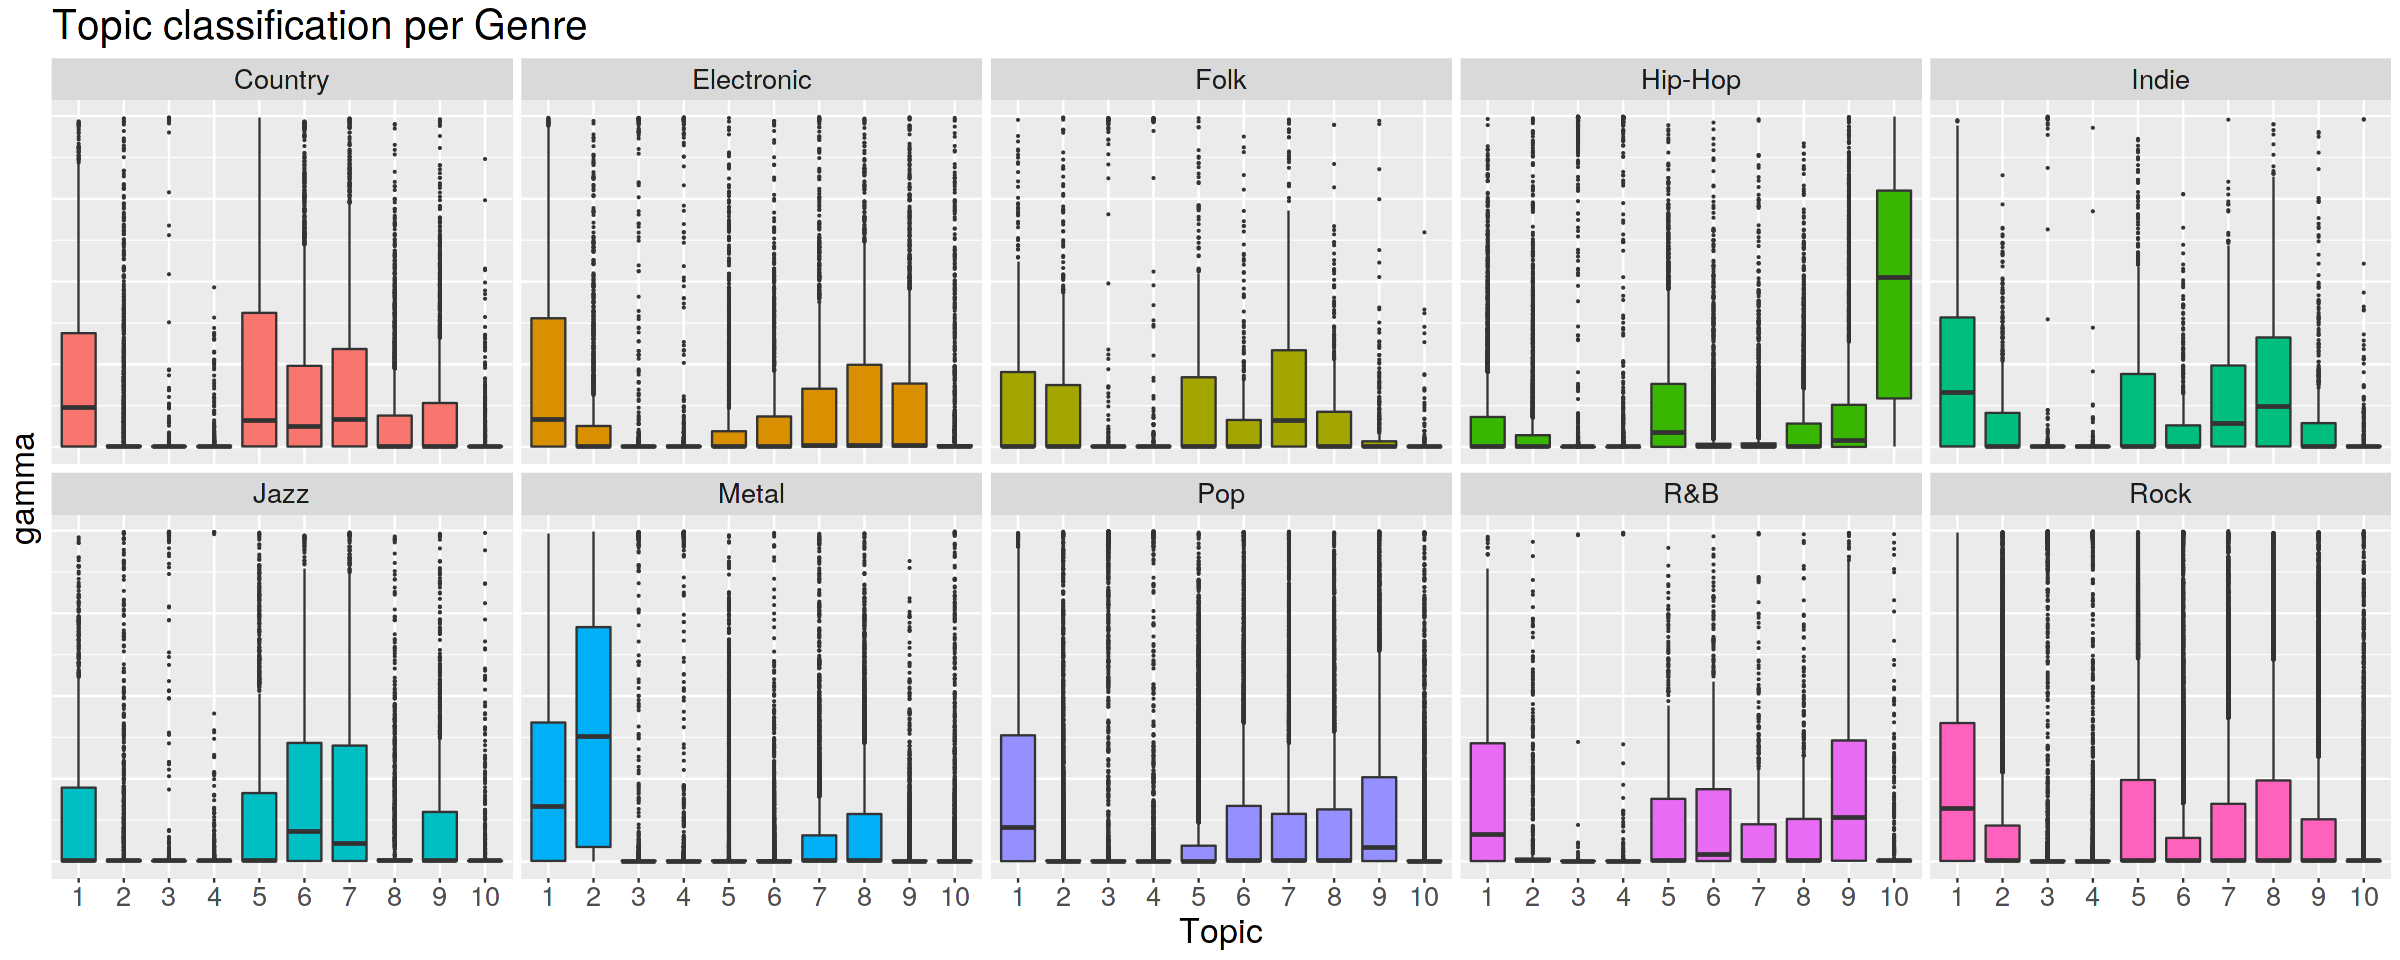 Topic classification per Genre
Country Electronic Folk Hip-Hop Indie
gamma
Jazz Metal Pop R&B Rock
1 2 3 4 5 6 7 8 9 10 1 2 3 4 5 6 7 8 9 10 1 2 3 4 5 6 7 8 9 10 1 2 3 4 5 6 7 8 9 10 1 2 3 4 5 6 7 8 9 10
Topic